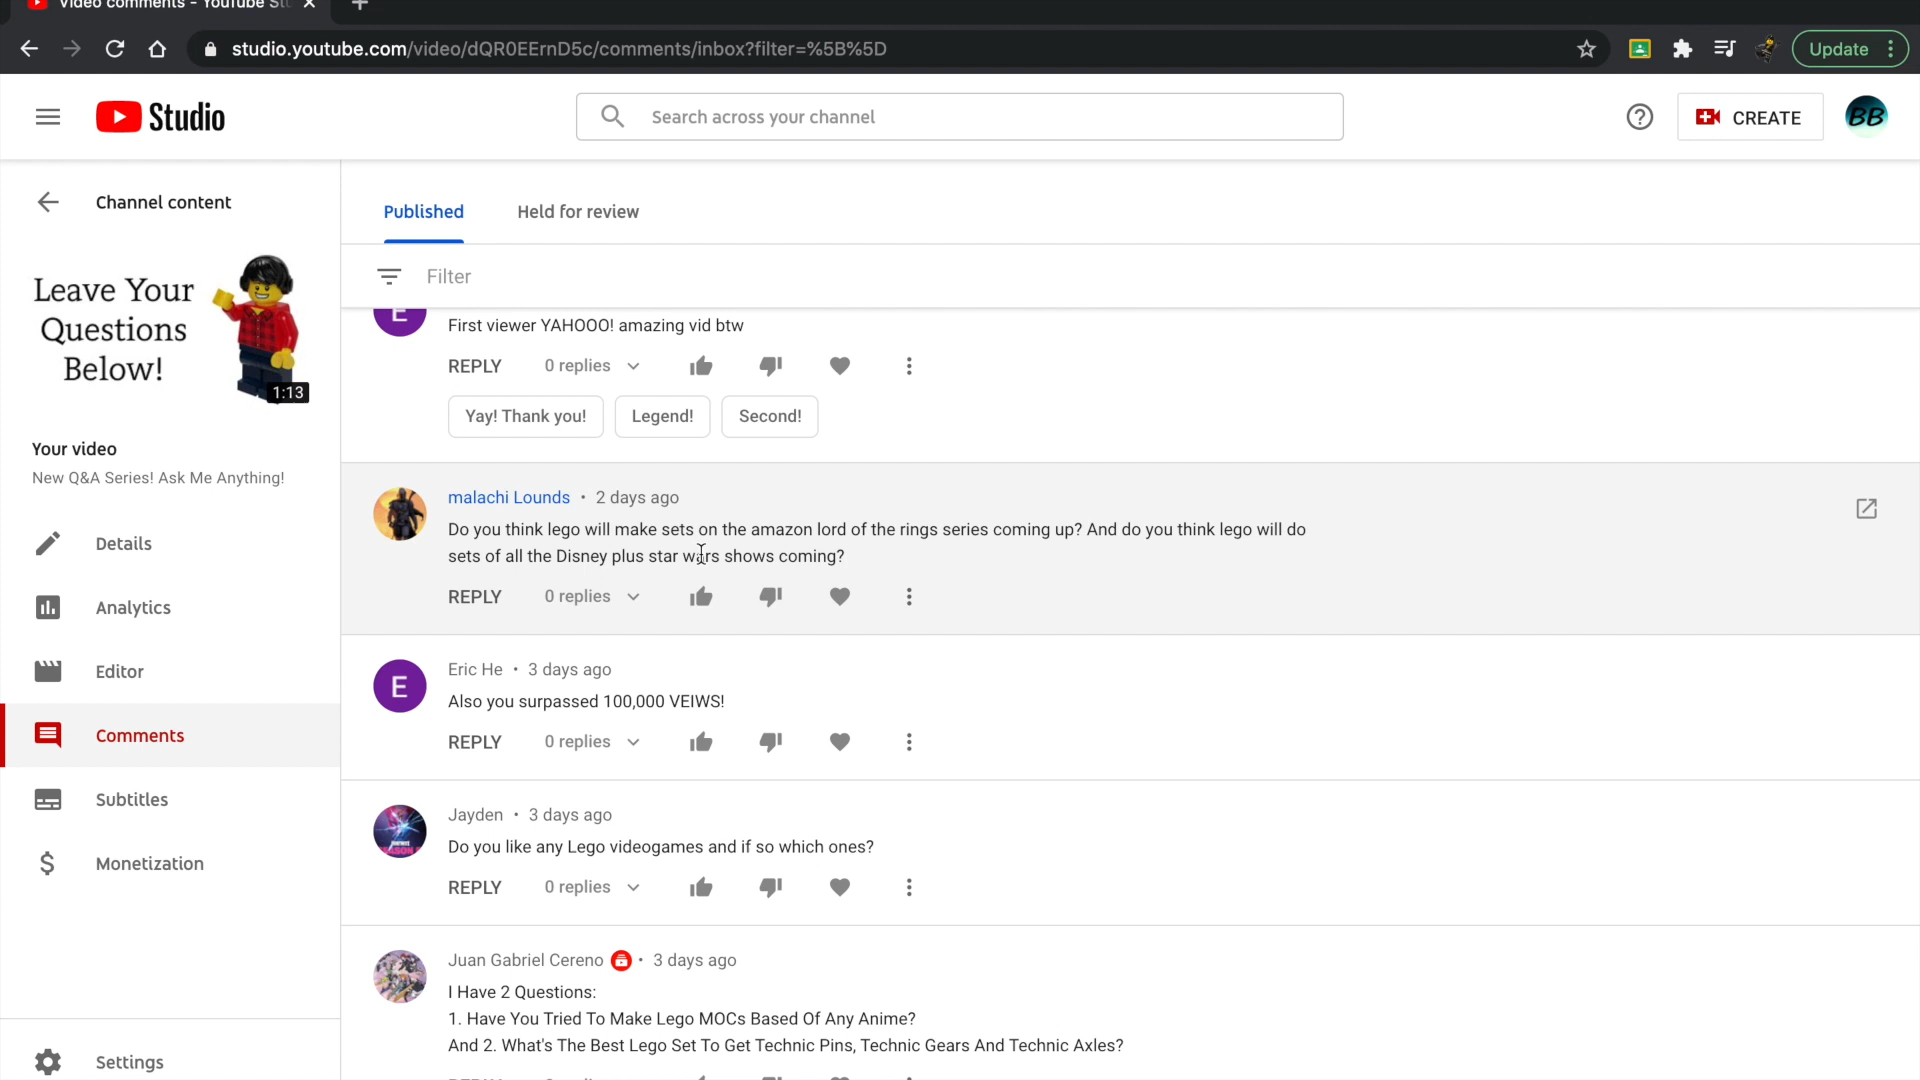 Video comments - YouTube St
studio.youtube.com/video/dQR0EErnD5c/comments/inbox?filter=%5B%5D
Update
Studio
Search across your channel
CREATE
BB
Channel content
Leave Your
Questions
Below!
1:13
Your video
New Q&A Series! Ask Me Anything!
Details
Analytics
Editor
Comments
Subtitles
Monetization
Settings
Published
Held for review
Filter
E
First viewer YAHOOO! amazing vid btw
REPLY 0 replies
Yay! Thank you! Legend! Second!
malachi Lounds • 2 days ago
Do you think lego will make sets on the amazon lord of the rings series coming up? And do you think lego will do
sets of all the Disney plus star wars shows coming?
REPLY 0 replies
E
Eric He • 3 days ago
Also you surpassed 100,000 VEIWS!
REPLY 0 replies
Jayden • 3 days ago
Do you like any Lego videogames and if so which ones?
REPLY 0 replies
Juan Gabriel Cereno • 3 days ago
I Have 2 Questions:
1. Have You Tried To Make Lego MOCs Based Of Any Anime?
And 2. What's The Best Lego Set To Get Technic Pins, Technic Gears And Technic Axles?